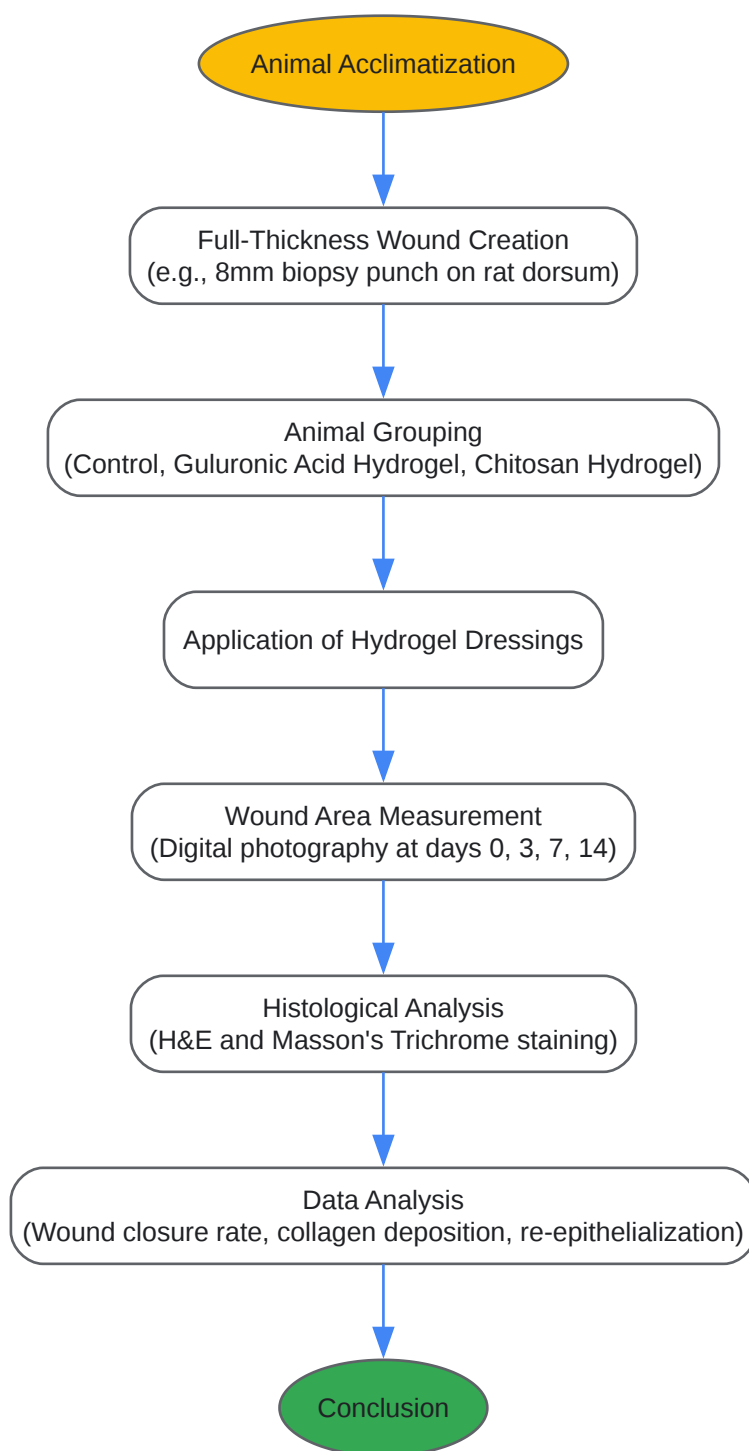 Animal Acclimatization
Full-Thickness Wound Creation
(e.g., 8mm biopsy punch on rat dorsum)
Animal Grouping
(Control, Guluronic Acid Hydrogel, Chitosan Hydrogel)
Application of Hydrogel Dressings
Wound Area Measurement
(Digital photography at days 0, 3, 7, 14)
Histological Analysis
(H&E and Masson's Trichrome staining)
Data Analysis
(Wound closure rate, collagen deposition, re-epithelialization)
Conclusion